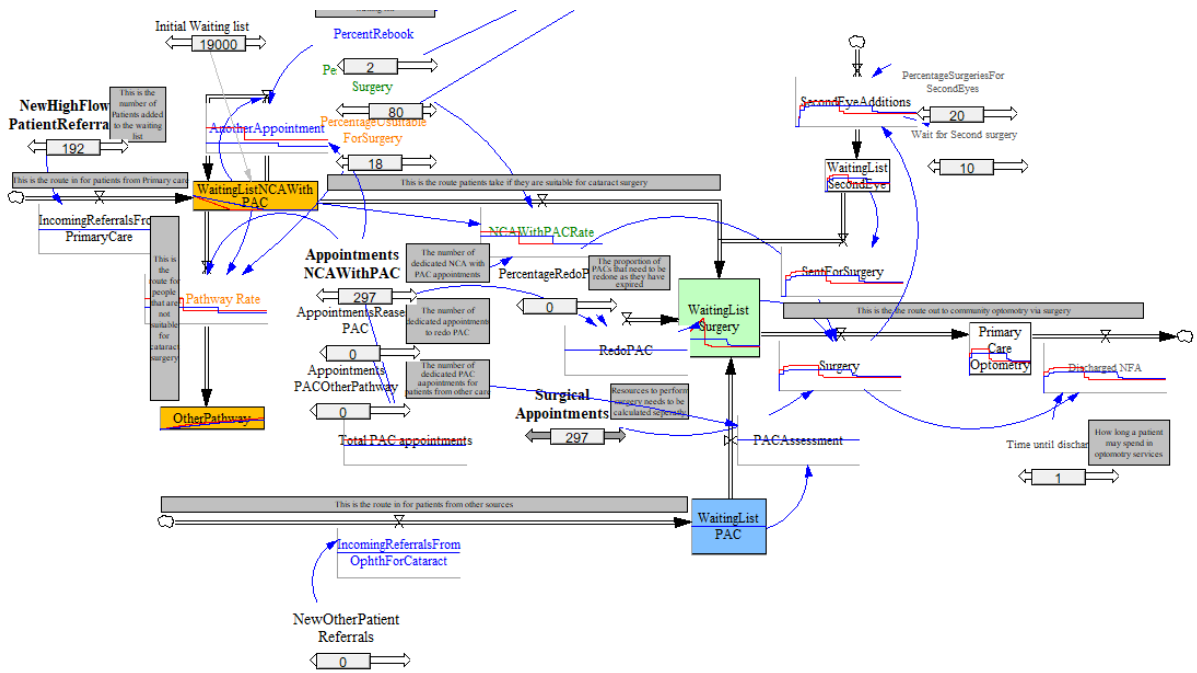 Initial Waiting list
19000
PercentRebook
2
Surgery
80
PercentageUsuitable
ForSurgery
18
This is the
number of
Patients added
to the waiting
list
NewHighFlow
PatientReferra
192
AnotherAppointment
This is the route in for patients from Primary care
WaitingListNCAWith
PAC
This is the route patients take if they are suitable for cataract surgery
PercentageSurgeriesFor
SecondEyes
SecondEyeAdditions
20
Wait for Second surgery
10
WaitingList
SecondEye
IncomingReferralsFro
PrimaryCare
This is
the
route for
people
that are
not
suitable
for
cataract
surgery
Pathway Rate
OtherPathway
NCAWithPACRate
Appointments
NCAWithPAC
297
The number of
dedicated NCA with
PAC appointments
PercentageRedoP
0
The proportion of
PACs that need to be
redone as they have
expired
AppointmentsReases
PAC
0
The number of
dedicated appointments
to redo PAC
Appointments
PACOtherPathway
0
The number of
dedicated PAC
aappointments for
patients from other care
Total PAC appointments
RedoPAC
WaitingList
Surgery
SentForSurgery
This is the the route out to community optometry via surgery
Surgery
Primary
Care
Optometry
Discharged NFA
Surgical
Appointments
297
Resources to perform
surgery needs to be
calculated seperatly
PACAssessment
Time until dischar
1
How long a patient
may spend in
optometry services
This is the route in for patients from other sources
WaitingList
PAC
IncomingReferralsFrom
OphthForCataract
NewOtherPatient
Referrals
0